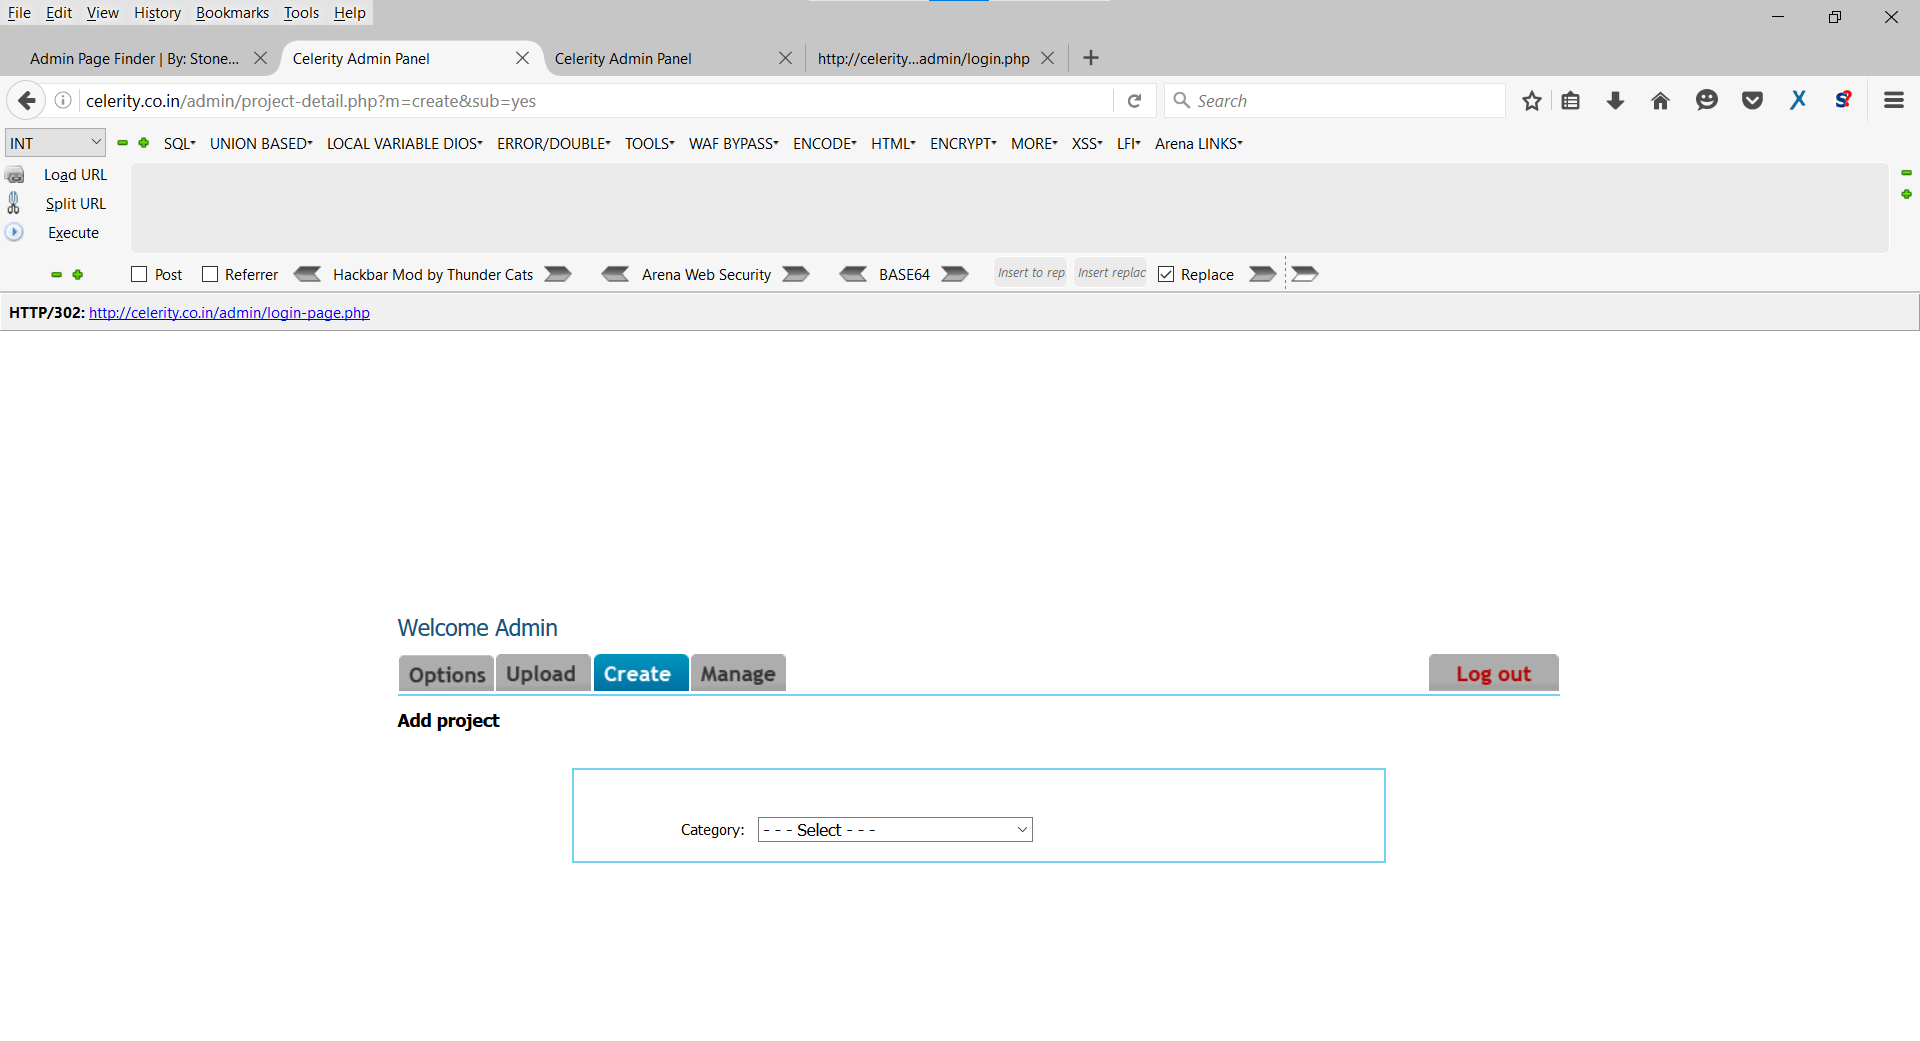 File Edit View History Bookmarks Tools Help
Admin Page Finder | By: Stone... Celerity Admin Panel Celerity Admin Panel http://celerity...admin/login.php
celerity.co.in/admin/project-detail.php?m=create&sub=yes Search
INT SQL UNION BASED LOCAL VARIABLE DIOS ERROR/DOUBLE TOOLS WAF BYPASS ENCODE HTML ENCRYPT MORE XSS LFI Arena LINKS
Load URL
Split URL
Execute
Post Referrer Hackbar Mod by Thunder Cats Arena Web Security BASE64 Insert to rep Insert replac Replace
HTTP/302: http://celerity.co.in/admin/login-page.php
Welcome Admin
Options Upload Create Manage Log out
Add project
Category: - - - Select - - -